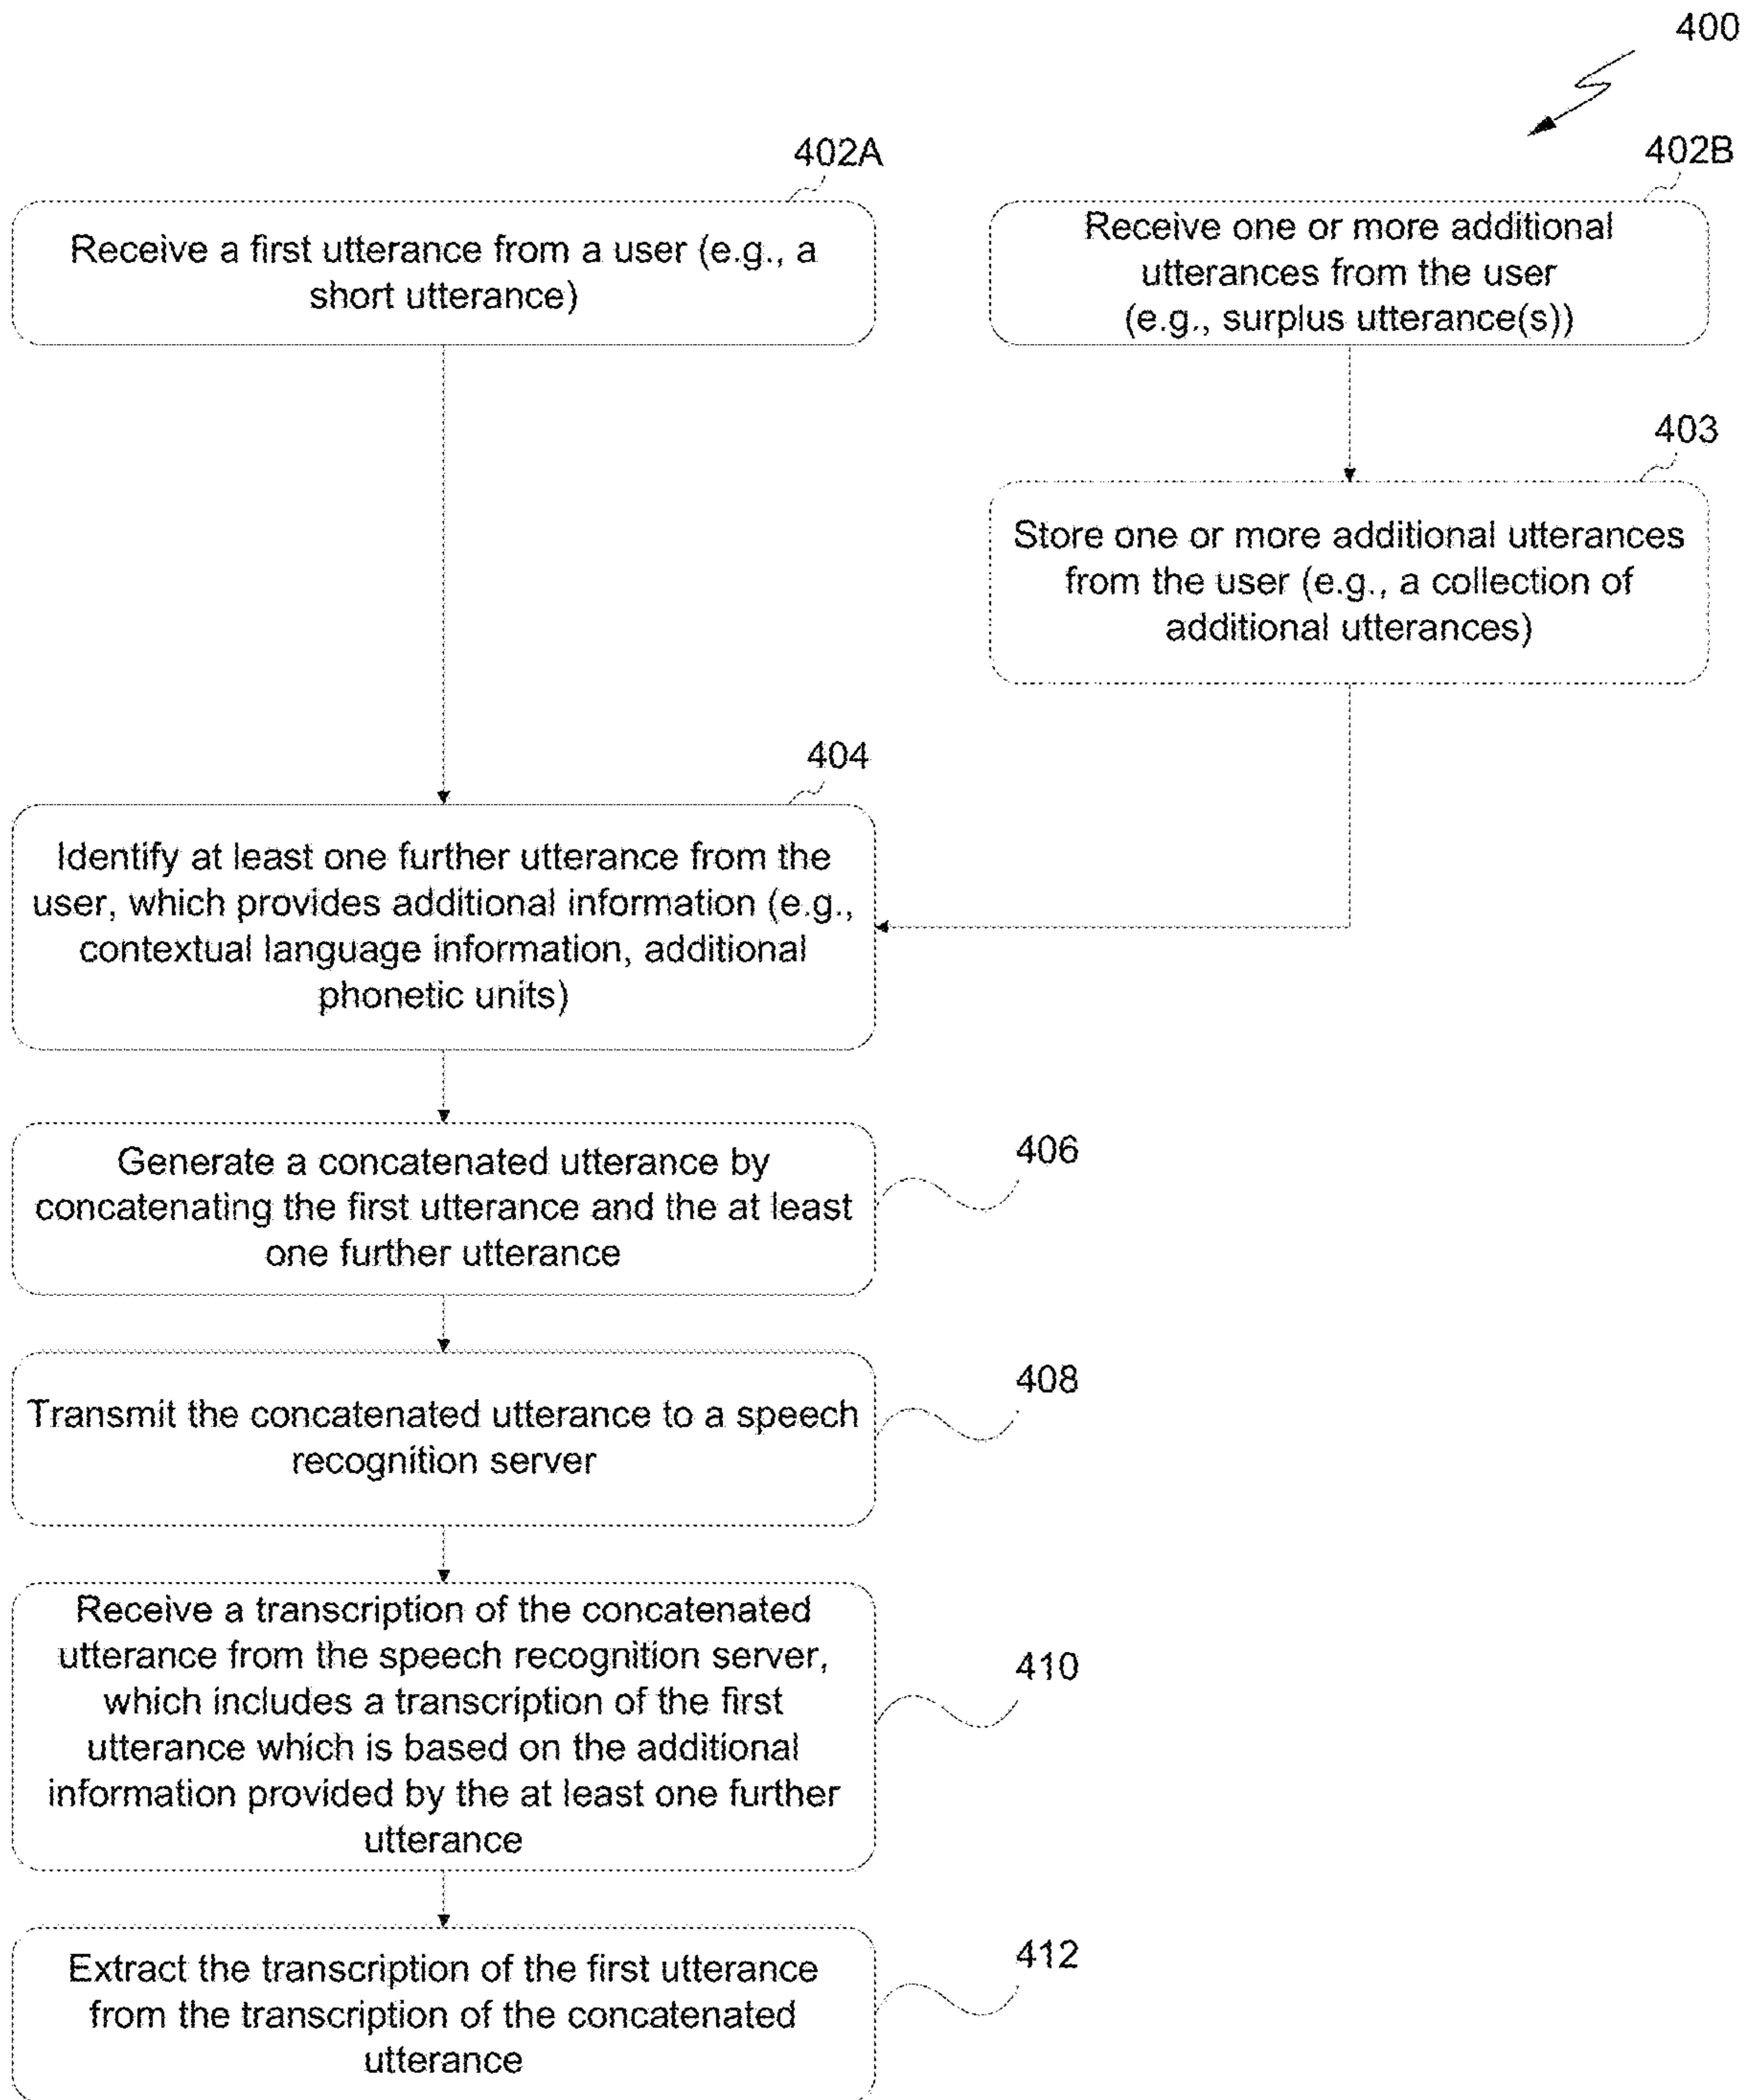 400
402A
Receive a first utterance from a user (e.g., a
short utterance)
402B
Receive one or more additional
utterances from the user
(e.g., surplus utterance(s))
403
Store one or more additional utterances
from the user (e.g., a collection of
additional utterances)
404
Identify at least one further utterance from the
user, which provides additional information (e.g.,
contextual language information, additional
phonetic units)
Generate a concatenated utterance by
concatenating the first utterance and the at least
one further utterance
406
Transmit the concatenated utterance to a speech
recognition server
408
Receive a transcription of the concatenated
utterance from the speech recognition server,
which includes a transcription of the first
utterance which is based on the additional
information provided by the at least one further
utterance
410
Extract the transcription of the first utterance
from the transcription of the concatenated
utterance
412